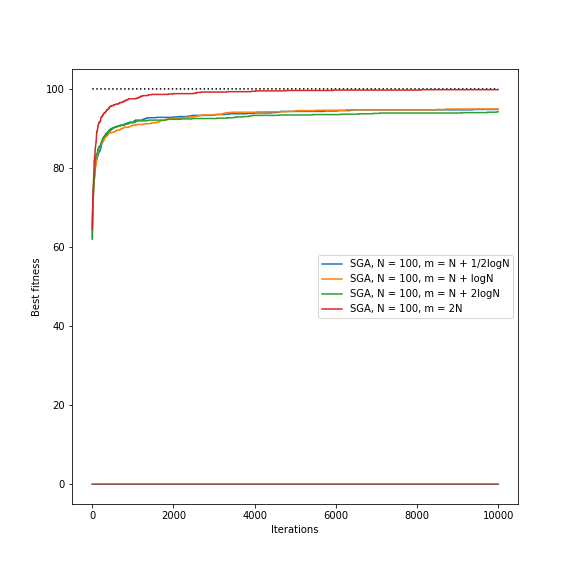 100
80
60
40
20
0
Best fitness
SGA, N = 100, m = N + 1/2logN
SGA, N = 100, m = N + logN
SGA, N = 100, m = N + 2logN
SGA, N = 100, m = 2N
0 2000 4000 6000 8000 10000
Iterations